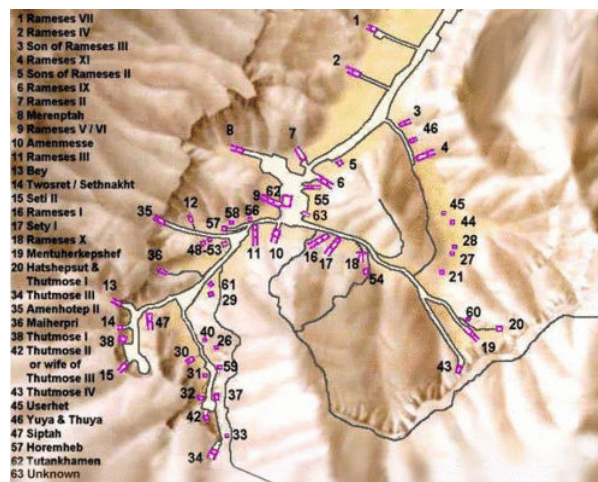 1 Rameses VII
2 Rameses IV
3 Son of Rameses III
4 Rameses XI
5 Sons of Rameses II
6 Rameses IX
7 Rameses II
8 Merenptah
9 Rameses V / VI
10 Amenmesse
11 Rameses III
13 Bey
14 Twosret / Sethnakht
15 Seti II
16 Rameses I
17 Sety I
18 Rameses X
19 Mentuherkepshef
20 Hatshepsut &
Thutmose I
34 Thutmose III
35 Amenhotep II
36 Maiherpri
38 Thutmose I
42 Thutmose II
or wife of
Thutmose III
43 Thutmose IV
45 Userhet
46 Yuya & Thuya
47 Siptah
57 Horemheb
62 Tutankhamen
63 Unknown
1
2
3
46
4
8
7
5
6
9
62
55
63
45
44
28
27
21
35
12
57
58
56
48-53
11
10
16
17
18
54
36
61
29
13
14
38
47
15
40
26
30
31
59
32
37
42
33
34
60
20
19
43